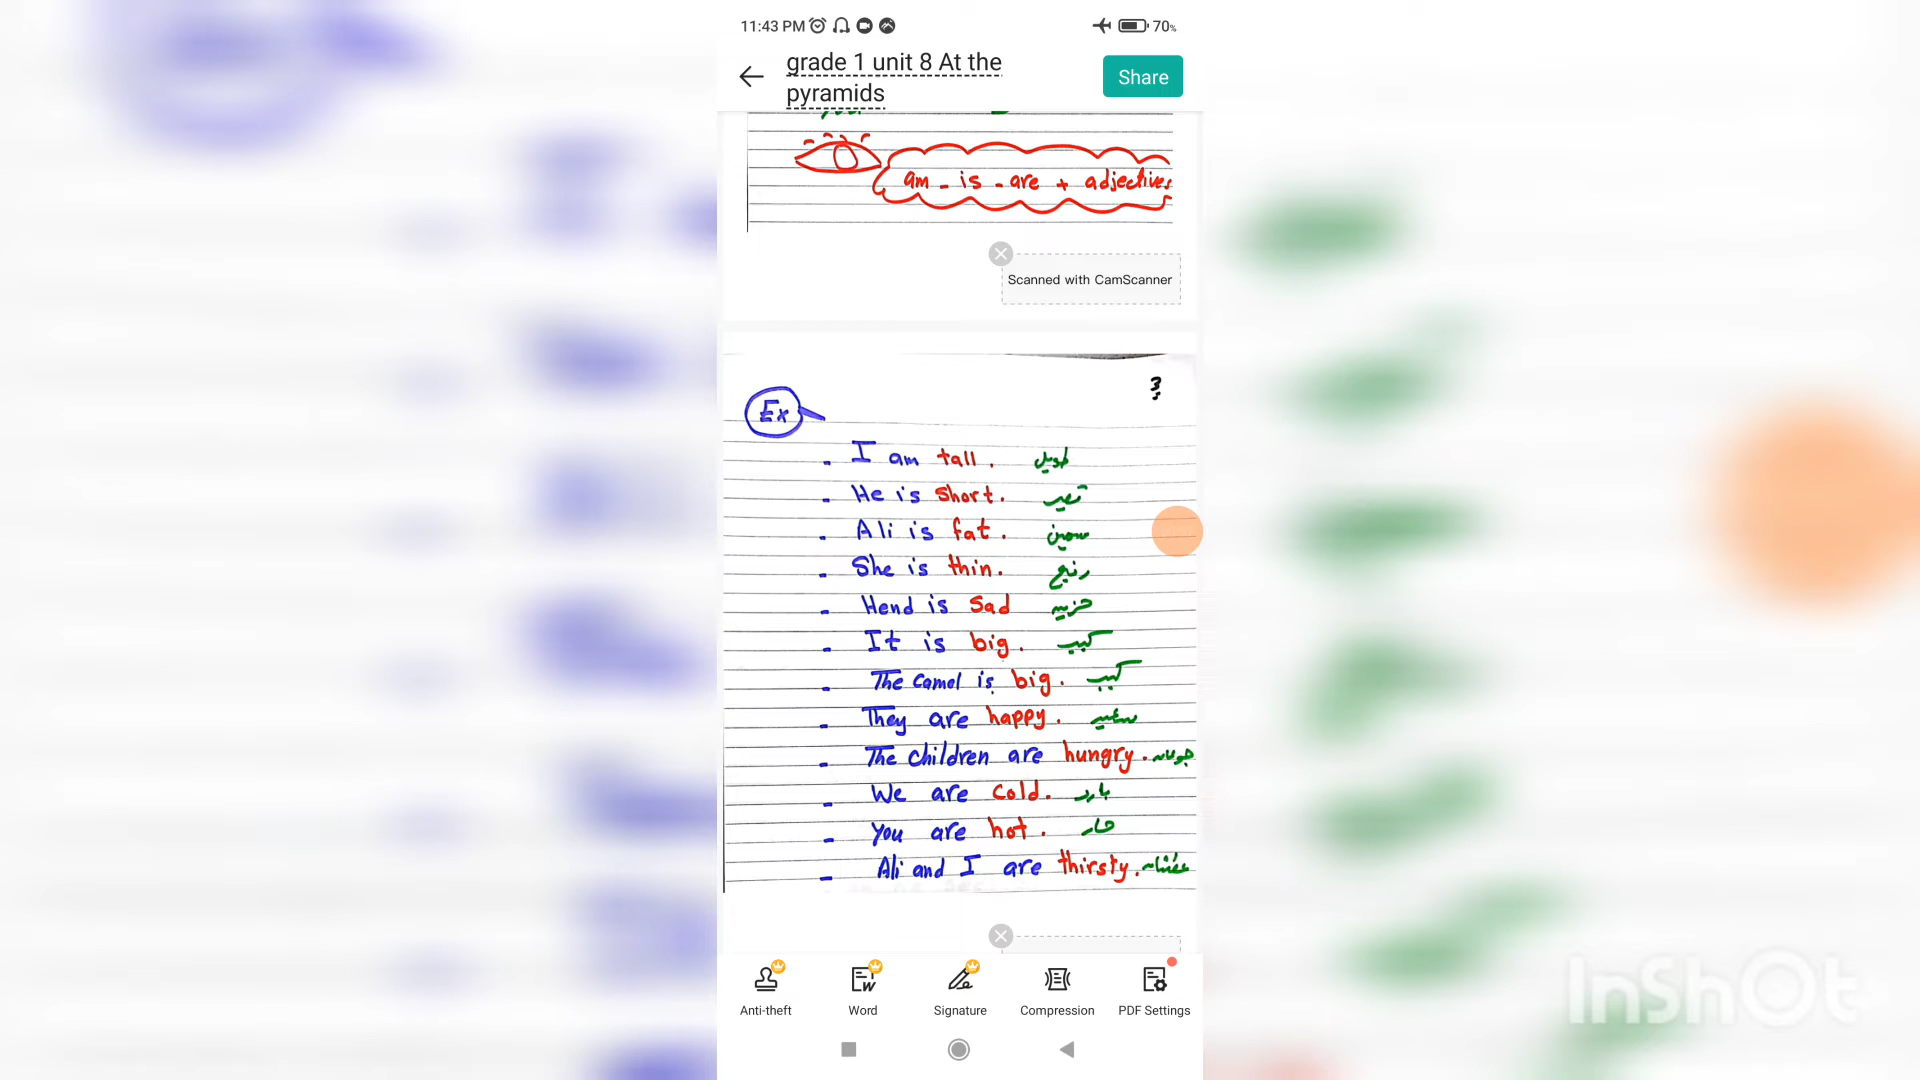 11:43 PM 70%
grade 1 unit 8 At the
pyramids
Share
am - is - are + adjectives
Scanned with CamScanner
Ex
- I am tall. طويل
- He is short. قصير
- Ali is fat. سمين
- She is thin. رفيع
- Hend is Sad حزين
- It is big. كبير
- The camel is big. كبير
- They are happy. سعيد
- The children are hungry. جوعان
- We are cold. بارد
- You are hot. حار
- Ali and I are thirsty. عطشان
Anti-theft Word Signature Compression PDF Settings
InShOt